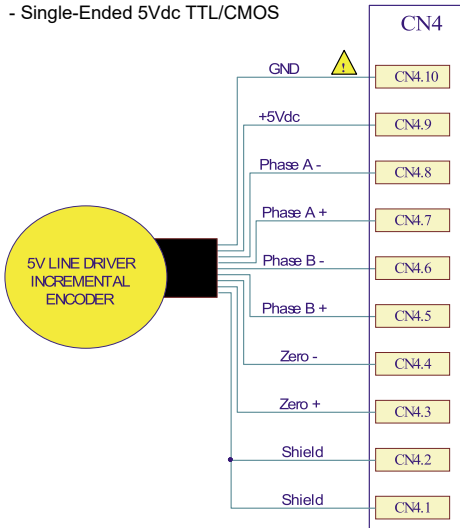 - Single-Ended 5Vdc TTL/CMOS
CN4
GND
!
CN4.10
+5Vdc
CN4.9
Phase A -
CN4.8
Phase A +
CN4.7
Phase B -
CN4.6
Phase B +
CN4.5
Zero -
CN4.4
Zero +
CN4.3
Shield
CN4.2
Shield
CN4.1
5V LINE DRIVER
INCREMENTAL
ENCODER